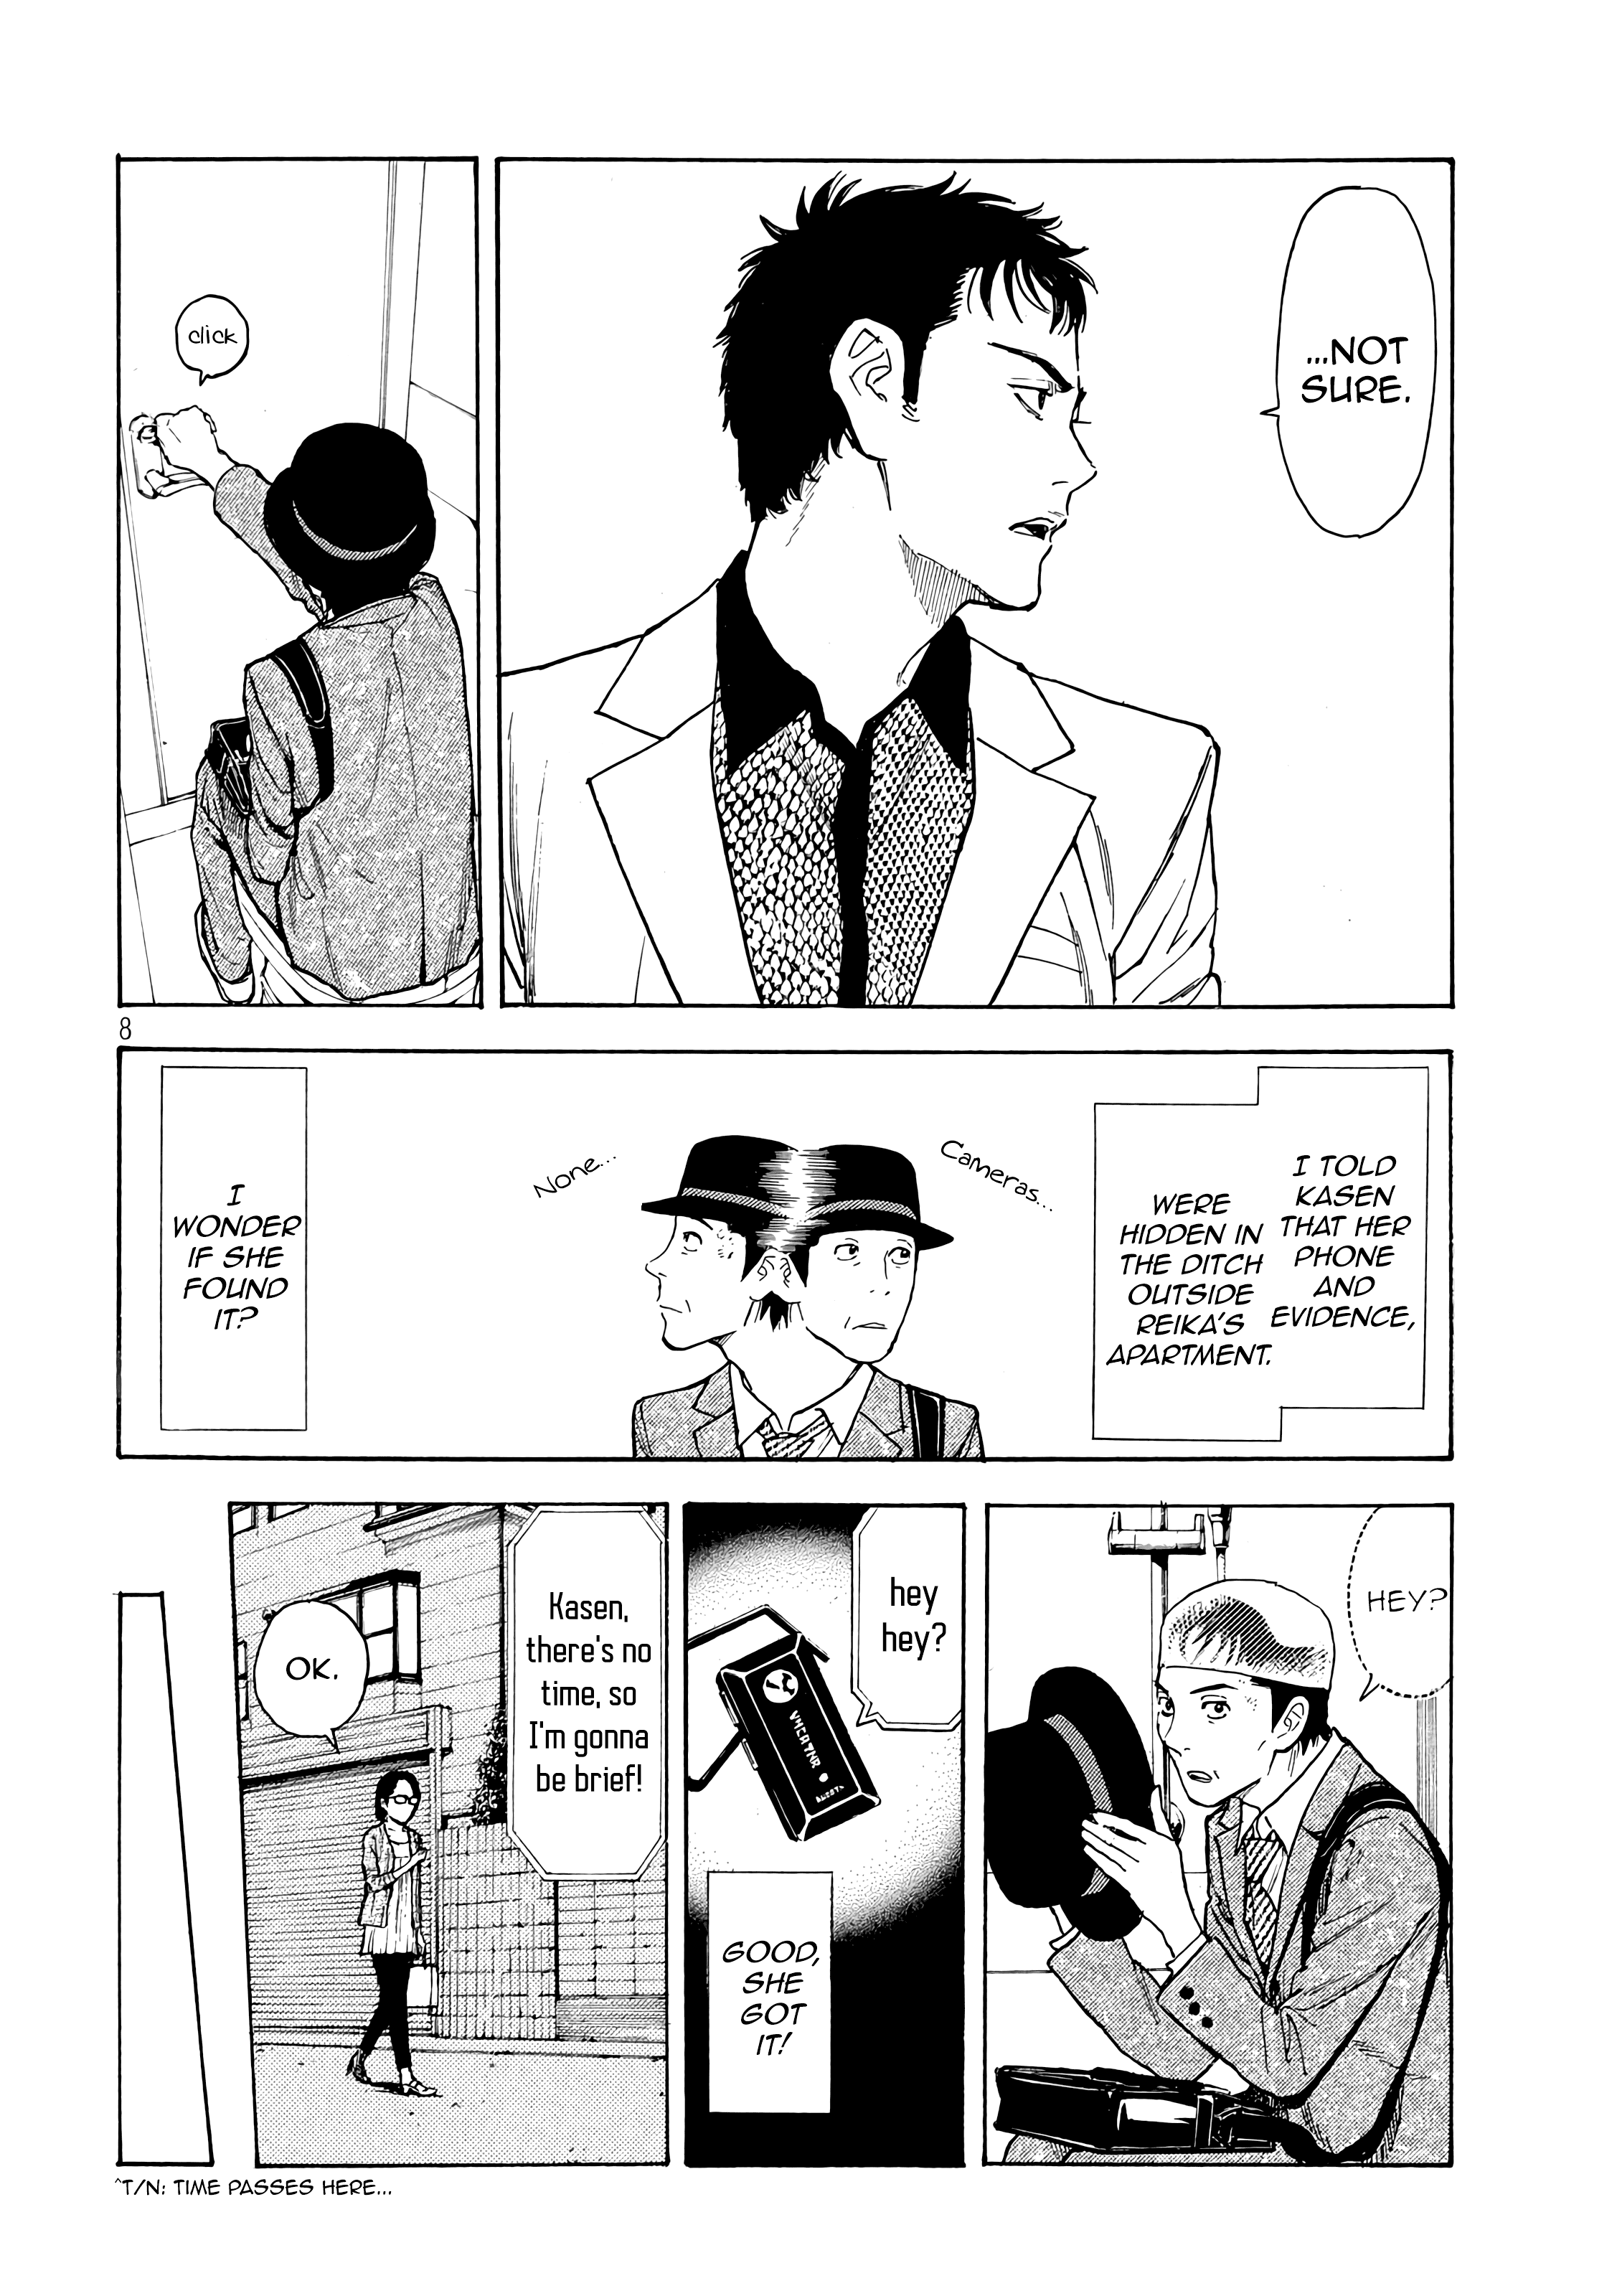 ...NOT
SURE.
click
8
I TOLD
KASEN
THAT HER
PHONE
AND
EVIDENCE,
WERE
HIDDEN IN
THE DITCH
OUTSIDE
REIKA'S
APARTMENT.
Cameras...
None...
I
WONDER
IF SHE
FOUND
IT?
HEY?
hey
hey?
GOOD,
SHE
GOT
IT!
Kasen,
there's no
time, so
I'm gonna
be brief!
OK.
^T/N: TIME PASSES HERE...